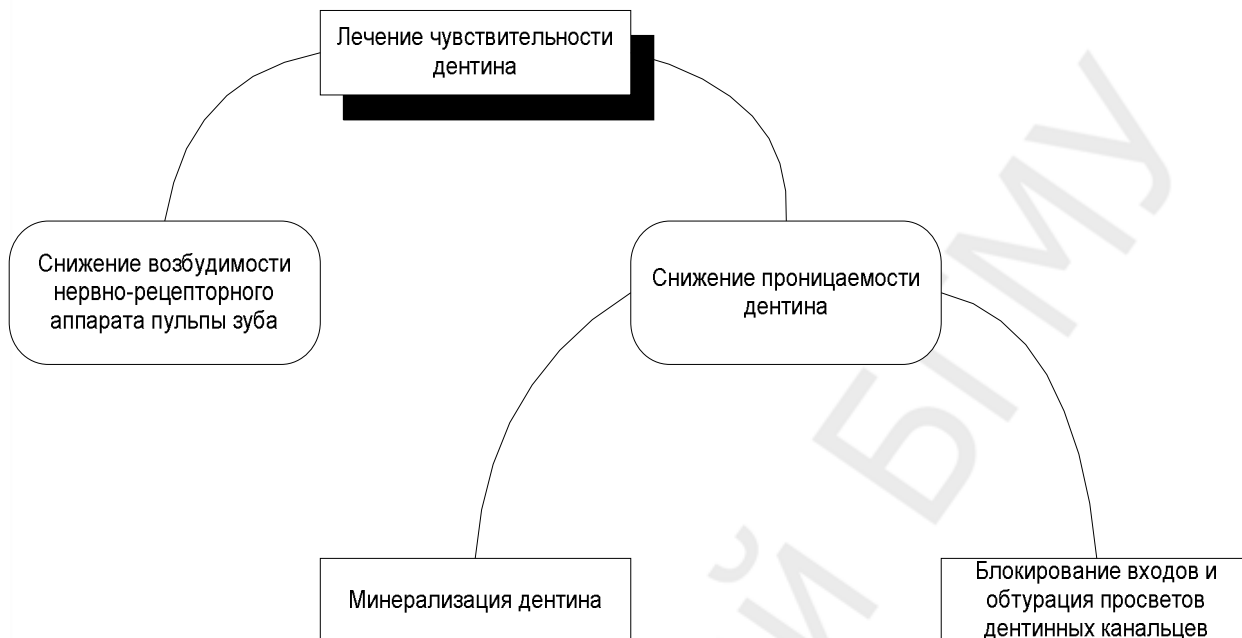 Лечение чувствительности
дентина
Снижение возбудимости
нервно-рецепторного
аппарата пульпы зуба
Снижение проницаемости
дентина
Минерализация дентина
Блокирование входов и
обтурация просветов
дентинных канальцев
й БГМУ